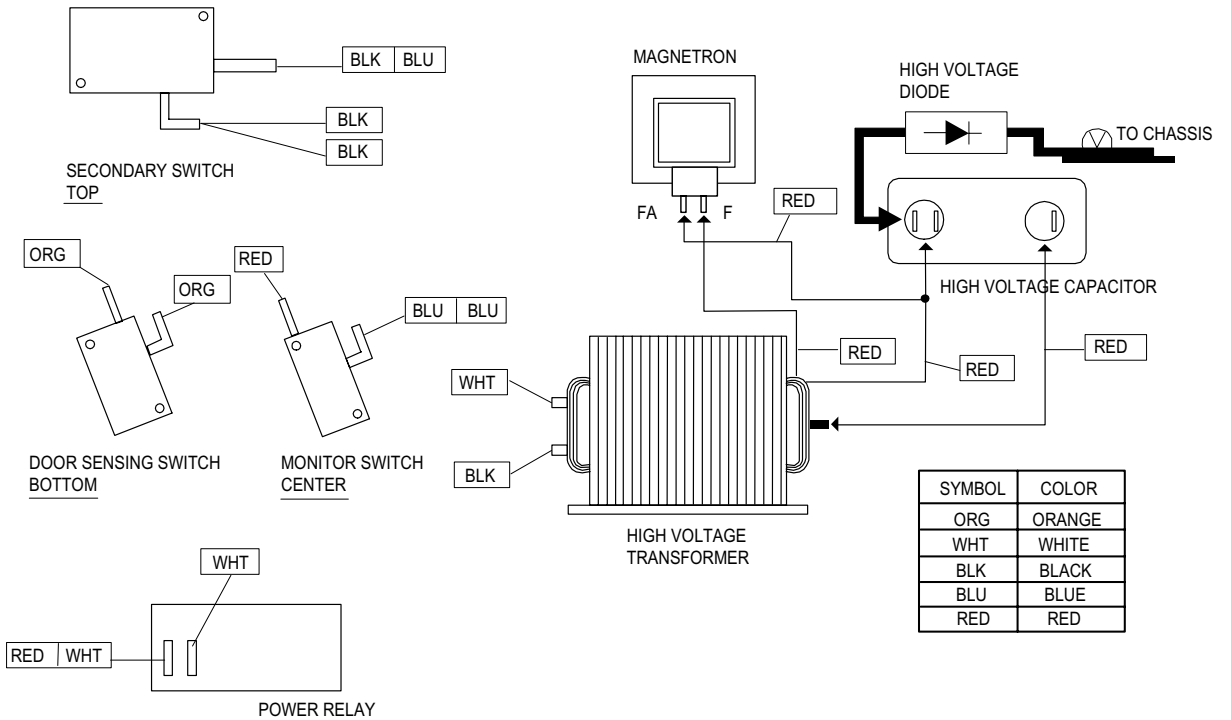 BLK BLU
BLK
BLK
SECONDARY SWITCH
TOP
MAGNETRON
FA F
RED
HIGH VOLTAGE
DIODE
TO CHASSIS
HIGH VOLTAGE CAPACITOR
ORG
ORG
DOOR SENSING SWITCH
BOTTOM
RED
BLU BLU
MONITOR SWITCH
CENTER
WHT
BLK
RED
RED
RED
HIGH VOLTAGE
TRANSFORMER
WHT
RED WHT
POWER RELAY
SYMBOL COLOR
ORG ORANGE
WHT WHITE
BLK BLACK
BLU BLUE
RED RED